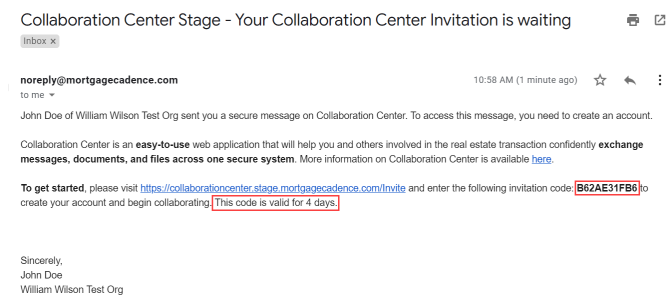 Collaboration Center Stage - Your Collaboration Center Invitation is waiting
Inbox x
noreply@mortgagecadence.com
10:58 AM (1 minute ago)
to me
John Doe of William Wilson Test Org sent you a secure message on Collaboration Center. To access this message, you need to create an account.
Collaboration Center is an easy-to-use web application that will help you and others involved in the real estate transaction confidently exchange
messages, documents, and files across one secure system. More information on Collaboration Center is available here.
To get started, please visit https://collaborationcenter.stage.mortgagecadence.com/Invite and enter the following invitation code: B62AE31FB6 to
create your account and begin collaborating. This code is valid for 4 days.
Sincerely,
John Doe
William Wilson Test Org